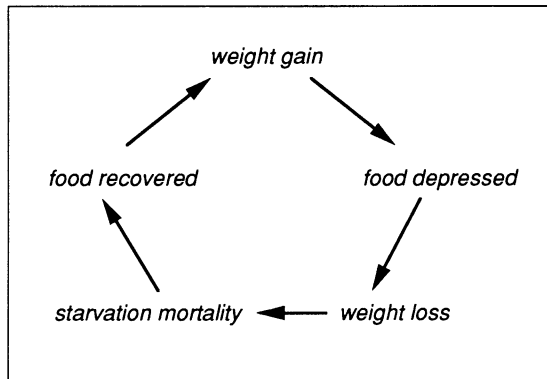 weight gain
food recovered
food depressed
starvation mortality
weight loss